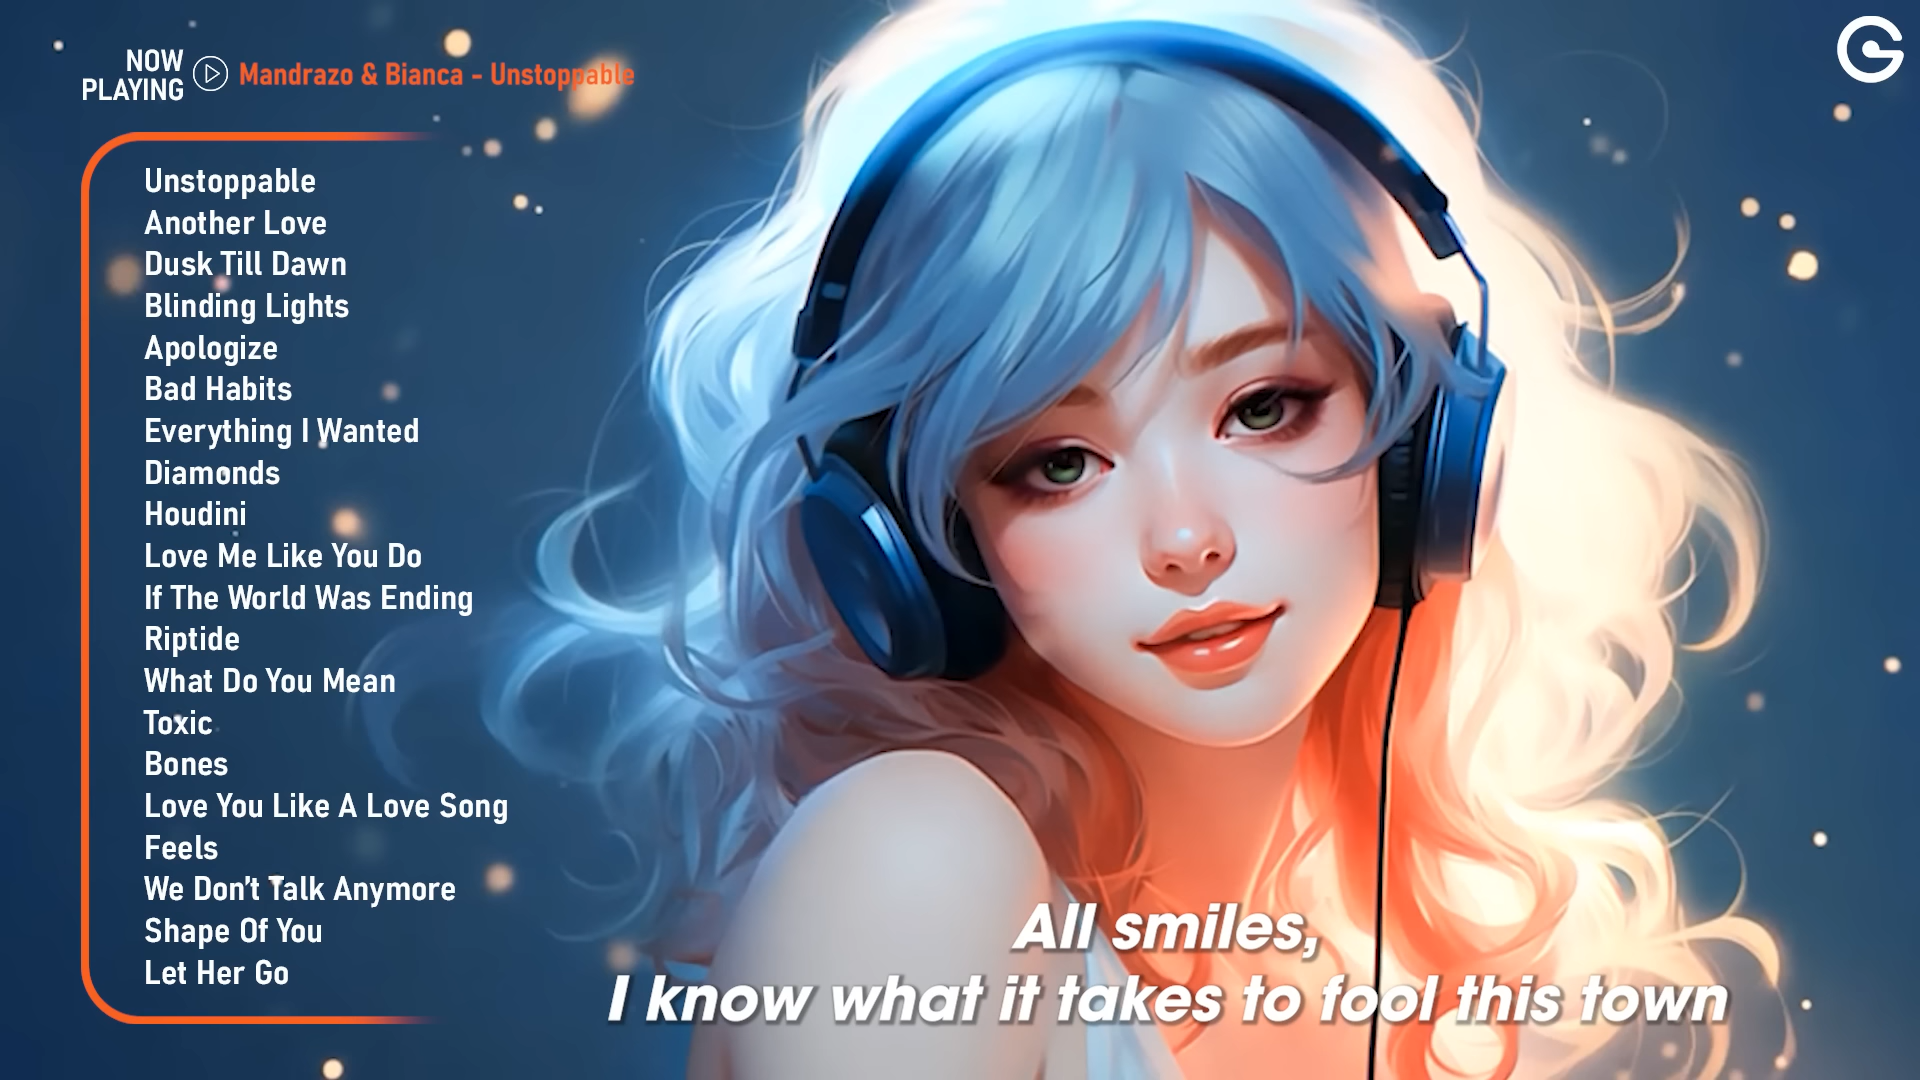 NOW
PLAYING
Mandrazo & Bianca - Unstoppable
Unstoppable
Another Love
Dusk Till Dawn
Blinding Lights
Apologize
Bad Habits
Everything I Wanted
Diamonds
Houdini
Love Me Like You Do
If The World Was Ending
Riptide
What Do You Mean
Toxic
Bones
Love You Like A Love Song
Feels
We Don't Talk Anymore
Shape Of You
Let Her Go
All smiles,
I know what it takes to fool this town